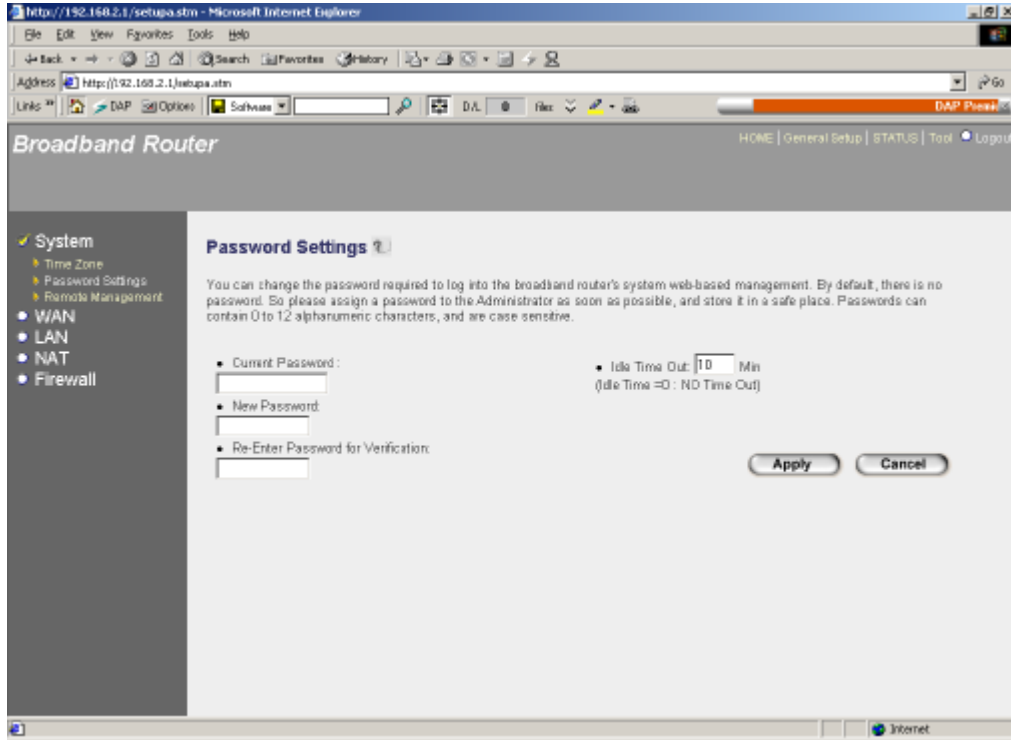 http://192.168.2.1/setupa.stm - Microsoft Internet Explorer
File Edit View Favorites Tools Help
Back Search Favorites History
Address http://192.168.2.1/setupa.stm Go
Links » DAP Options Software D/L 0 files DAP Premi
Broadband Router
HOME | General Setup | STATUS | Tool Logout
System
Time Zone
Password Settings
Remote Management
WAN
LAN
NAT
Firewall
Password Settings
You can change the password required to log into the broadband router's system web-based management. By default, there is no
password. So please assign a password to the Administrator as soon as possible, and store it in a safe place. Passwords can
contain 0 to 12 alphanumeric characters, and are case sensitive.
Current Password :
New Password:
Re-Enter Password for Verification:
Idle Time Out: 10 Min
(Idle Time =0 : NO Time Out)
Apply Cancel
Internet